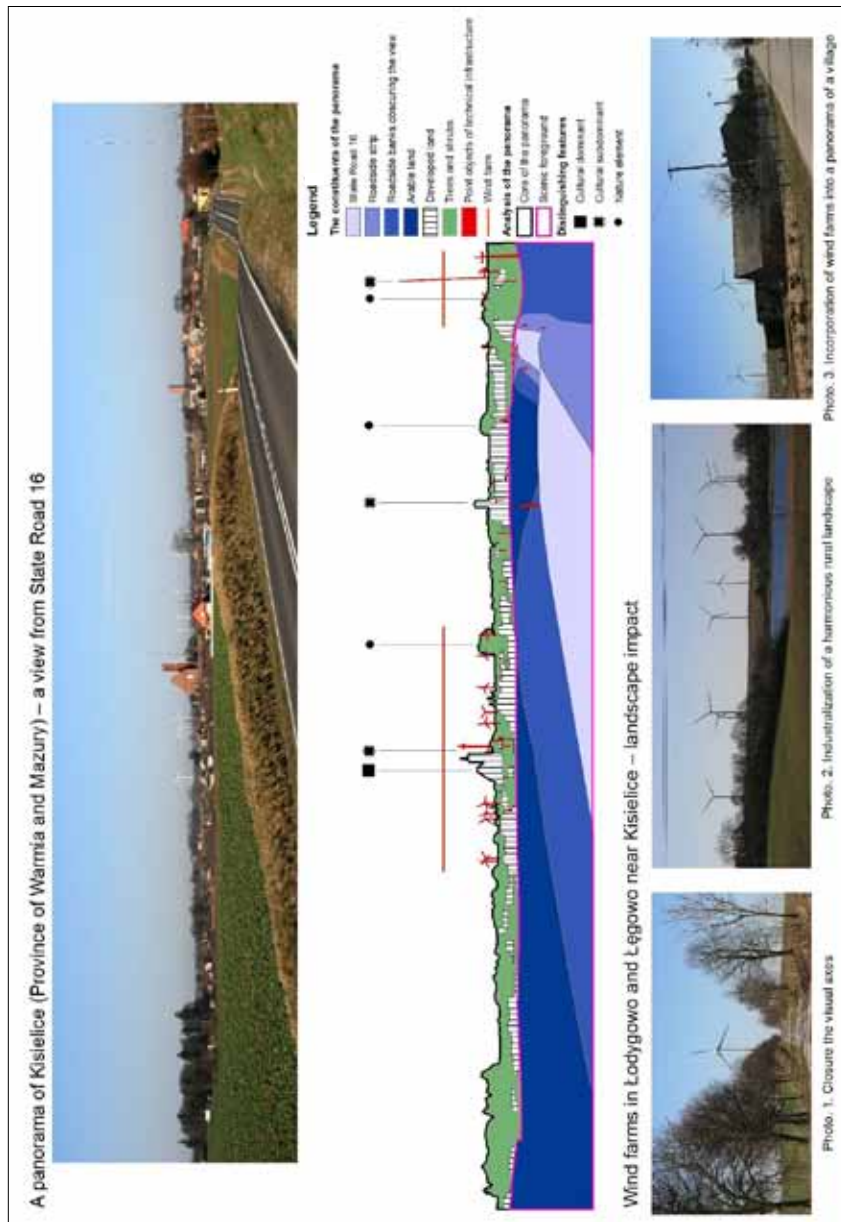 A panorama of Kisielice (Province of Warmia and Mazury) – a view from State Road 16
Legend
The constituents of the panorama
State Road 16
Roadside strip
Roadside banks obscuring the view
Arable land
Developed land
Trees and shrubs
Point objects of technical infrastructure
Wind farm
Analysis of the panorama
Core of the panorama
Scenic foreground
Distinguishing features
Cultural dominant
Cultural subdominant
Nature element
Wind farms in Łodygowo and Łęgowo near Kisielice – landscape impact
Photo. 1. Closure the visual axes
Photo. 2. Industralization of a harmonious rural landscape
Photo. 3. Incorporation of wind farms into a panorama of a village